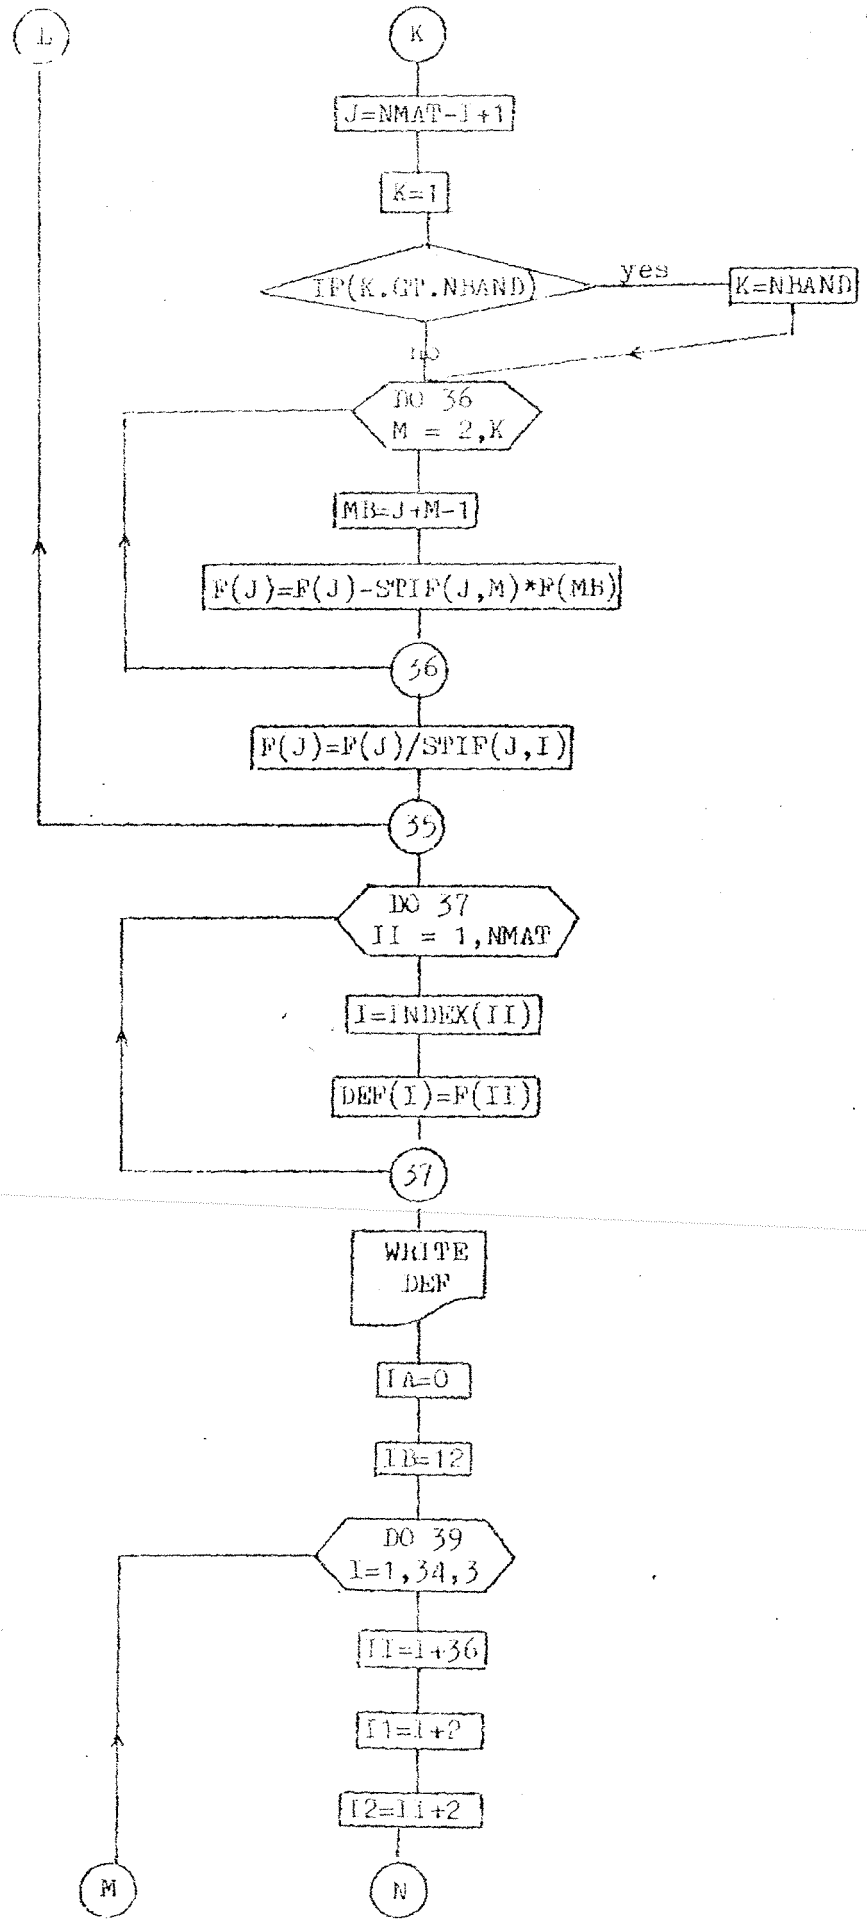 L
K
J=NMAT-I+1
K=1
IF(K.GT.NBAND)
yes
K=NBAND
no
DO 36
M = 2,K
MB=J+M-1
F(J)=F(J)-STIF(J,M)*F(MB)
36
F(J)=F(J)/STIF(J,I)
35
DO 37
II = 1,NMAT
I=INDEX(II)
DEF(I)=F(II)
37
WRITE
DEF
IA=0
IB=12
DO 39
I=1,34,3
II=I+36
I1=I+2
I2=II+2
M
N